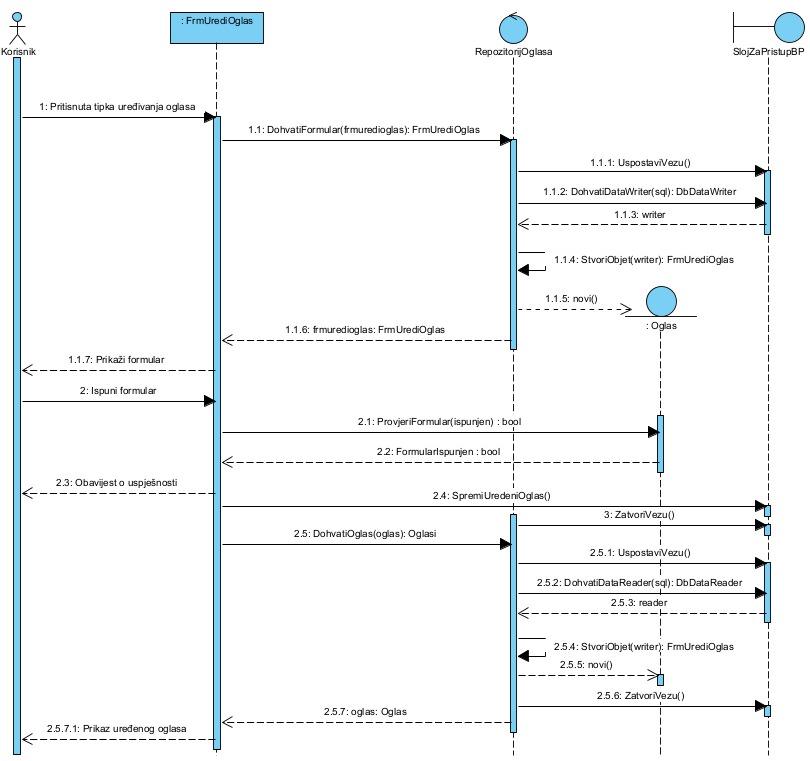 : FrmUrediOglas
Korisnik
RepozitorijOglasa
SlojZaPristupBP
1: Pritisnuta tipka uređivanja oglasa
1.1: DohvatiFormular(frmuredioglas): FrmUrediOglas
1.1.1: UspostaviVezu()
1.1.2: DohvatiDataWriter(sql): DbDataWriter
1.1.3: writer
1.1.4: StvoriObjet(writer): FrmUrediOglas
1.1.5: novi()
: Oglas
1.1.6: frmuredioglas: FrmUrediOglas
1.1.7: Prikaži formular
2: Ispuni formular
2.1: ProvjeriFormular(ispunjen) : bool
2.2: FormularIspunjen : bool
2.3: Obavijest o uspješnosti
2.4: SpremiUređeniOglas()
3: ZatvoriVezu()
2.5: DohvatiOglas(oglas): Oglasi
2.5.1: UspostaviVezu()
2.5.2: DohvatiDataReader(sql): DbDataReader
2.5.3: reader
2.5.4: StvoriObjet(writer): FrmUrediOglas
2.5.5: novi()
2.5.6: ZatvoriVezu()
2.5.7: oglas: Oglas
2.5.7.1: Prikaz uređenog oglasa